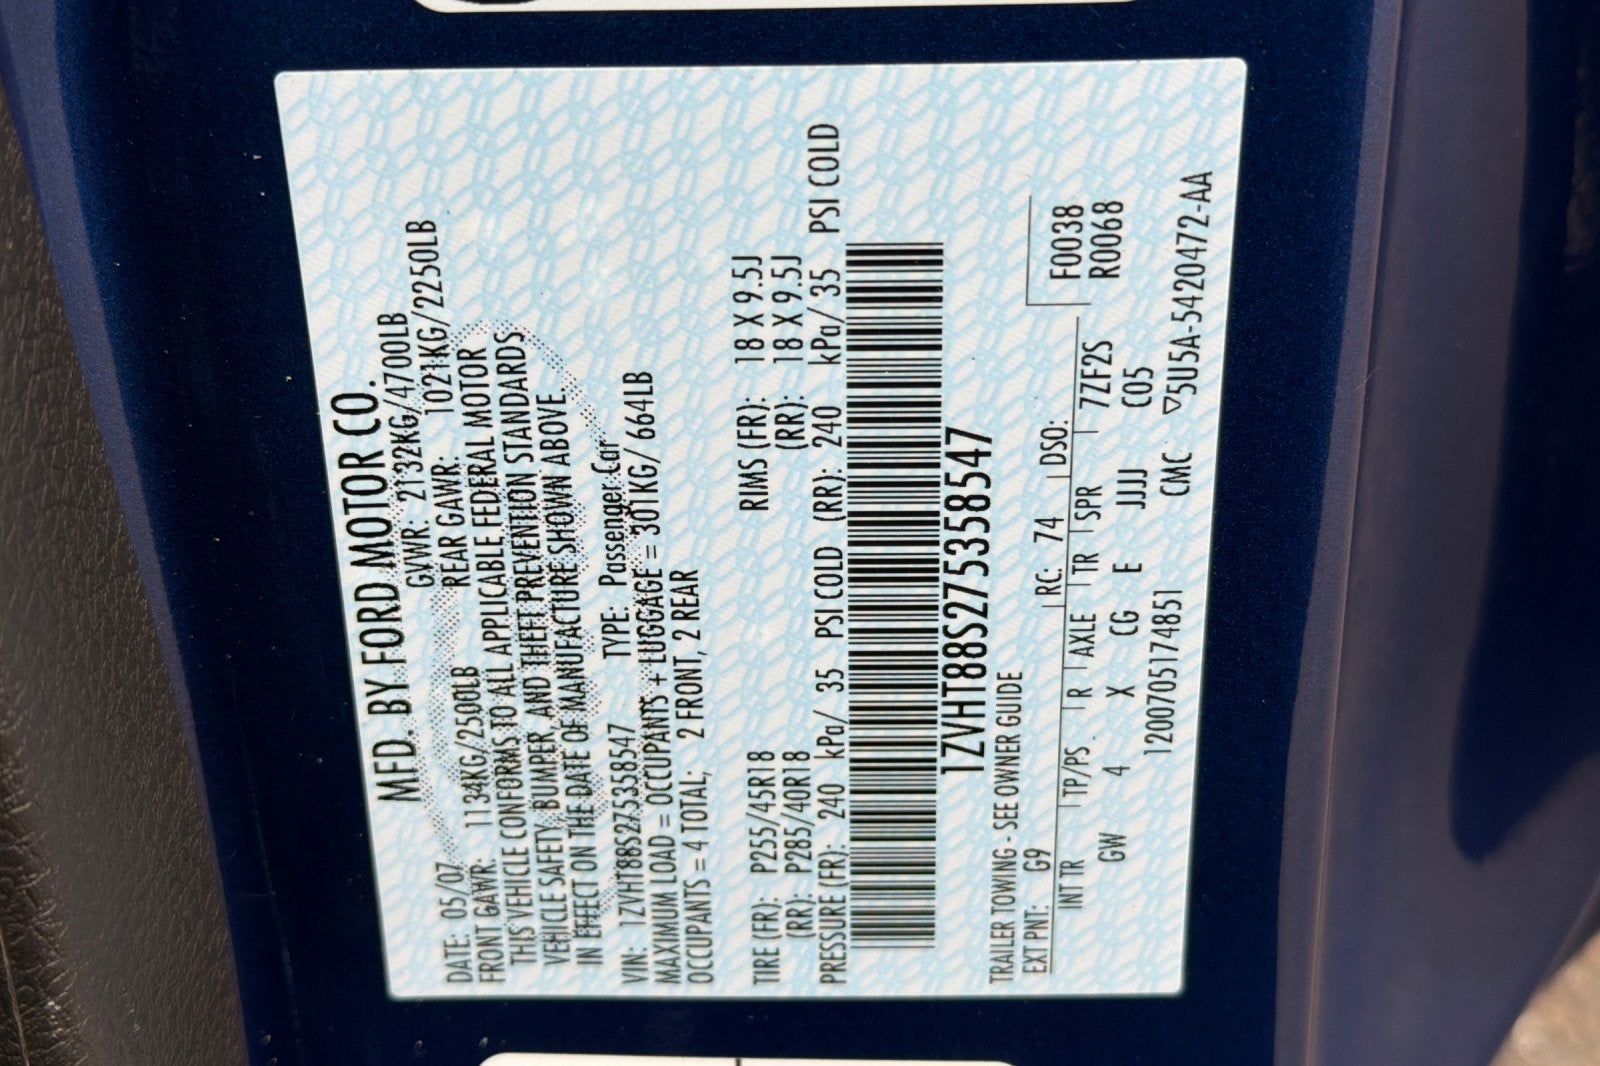 MFD. BY FORD MOTOR CO.
DATE: 05/07 GVWR: 2132KG/4700LB
FRONT GAWR: 1134KG/2500LB REAR GAWR: 1021KG/2250LB
THIS VEHICLE CONFORMS TO ALL APPLICABLE FEDERAL MOTOR
VEHICLE SAFETY, BUMPER, AND THEFT PREVENTION STANDARDS
IN EFFECT ON THE DATE OF MANUFACTURE SHOWN ABOVE.
VIN: 1ZVHT88S275358547 TYPE: Passenger Car
MAXIMUM LOAD = OCCUPANTS + LUGGAGE = 301KG/ 664LB
OCCUPANTS = 4 TOTAL; 2 FRONT, 2 REAR
TIRE (FR): P255/45R18 RIMS (FR): 18 X 9.5J
(RR): P285/40R18 (RR): 18 X 9.5J
PRESSURE (FR): 240 kPa/ 35 PSI COLD (RR): 240 kPa/ 35 PSI COLD
1ZVHT88S275358547
TRAILER TOWING - SEE OWNER GUIDE
EXT PNT: G9 RC: 74 DSO: F0038
INT TR TP/PS R AXLE TR SPR 7ZF2S R0068
GW 4 X CG E JJJJ C05
12007051774851 CMC ▽5U5A-5420472-AA